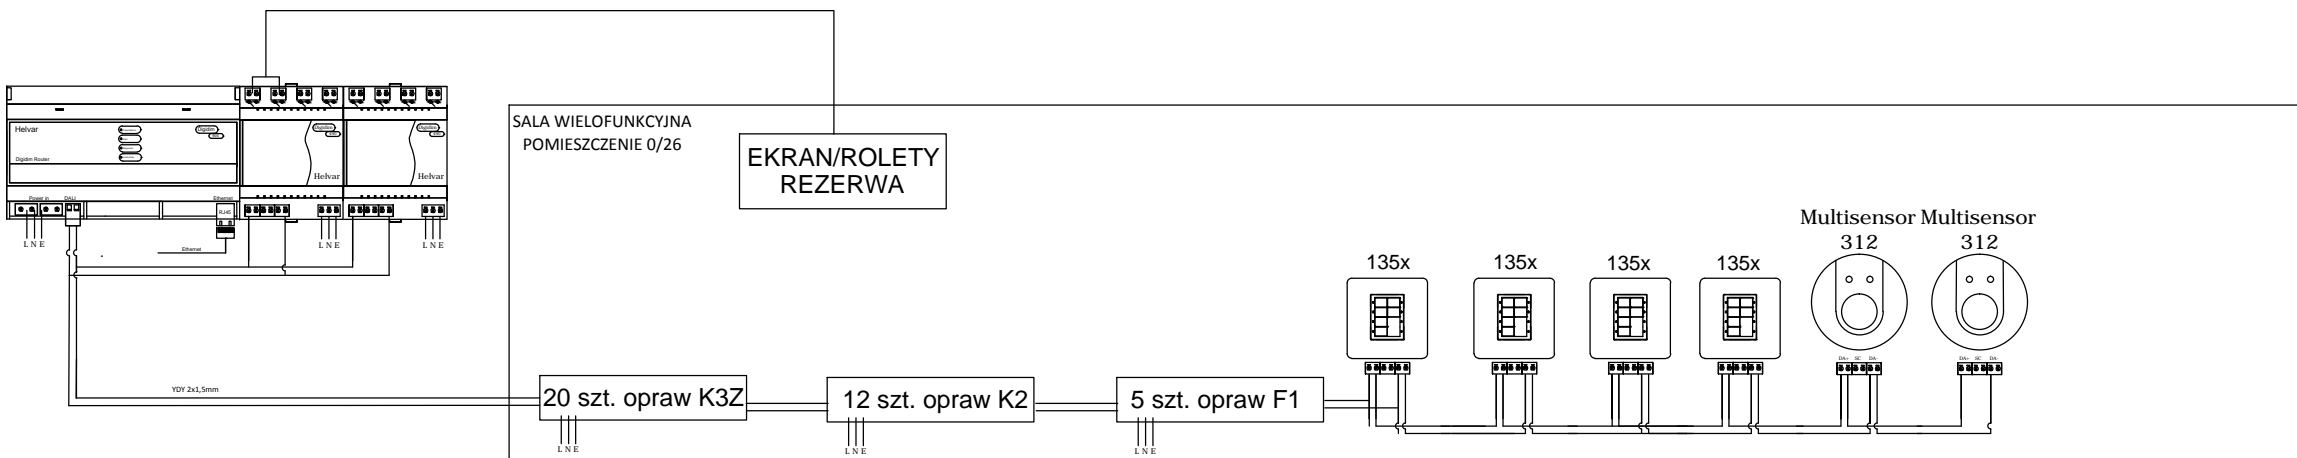 Helvar
Digidim Router
Digidim
Power in
DALI
Ethernet
RJ45
L N E
Ethernet
Digidim
Helvar
L N E
Digidim
Helvar
L N E
YDY 2x1,5mm
SALA WIELOFUNKCYJNA
POMIESZCZENIE 0/26
EKRAN/ROLETY
REZERWA
20 szt. opraw K3Z
L N E
12 szt. opraw K2
L N E
5 szt. opraw F1
L N E
135x
135x
135x
135x
Multisensor
312
DA+ SC DA-
Multisensor
312
DA+ SC DA-